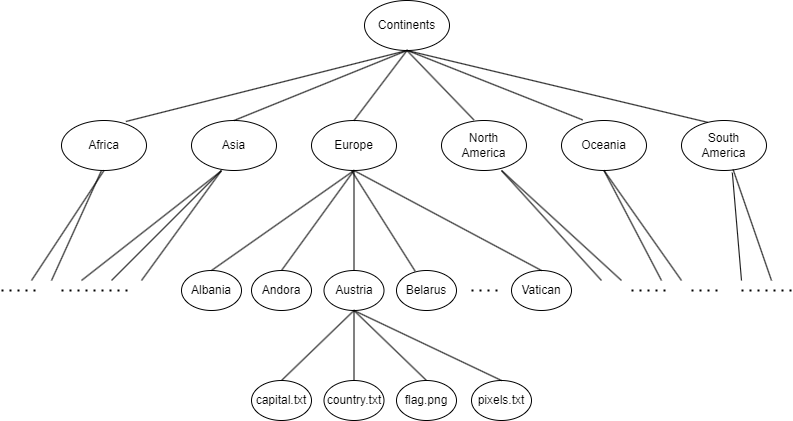 Continents
Africa
Asia
Europe
North
America
Oceania
South
America
.....
.........
Albania
Andora
Austria
Belarus
....
Vatican
.....
....
.......
capital.txt
country.txt
flag.png
pixels.txt